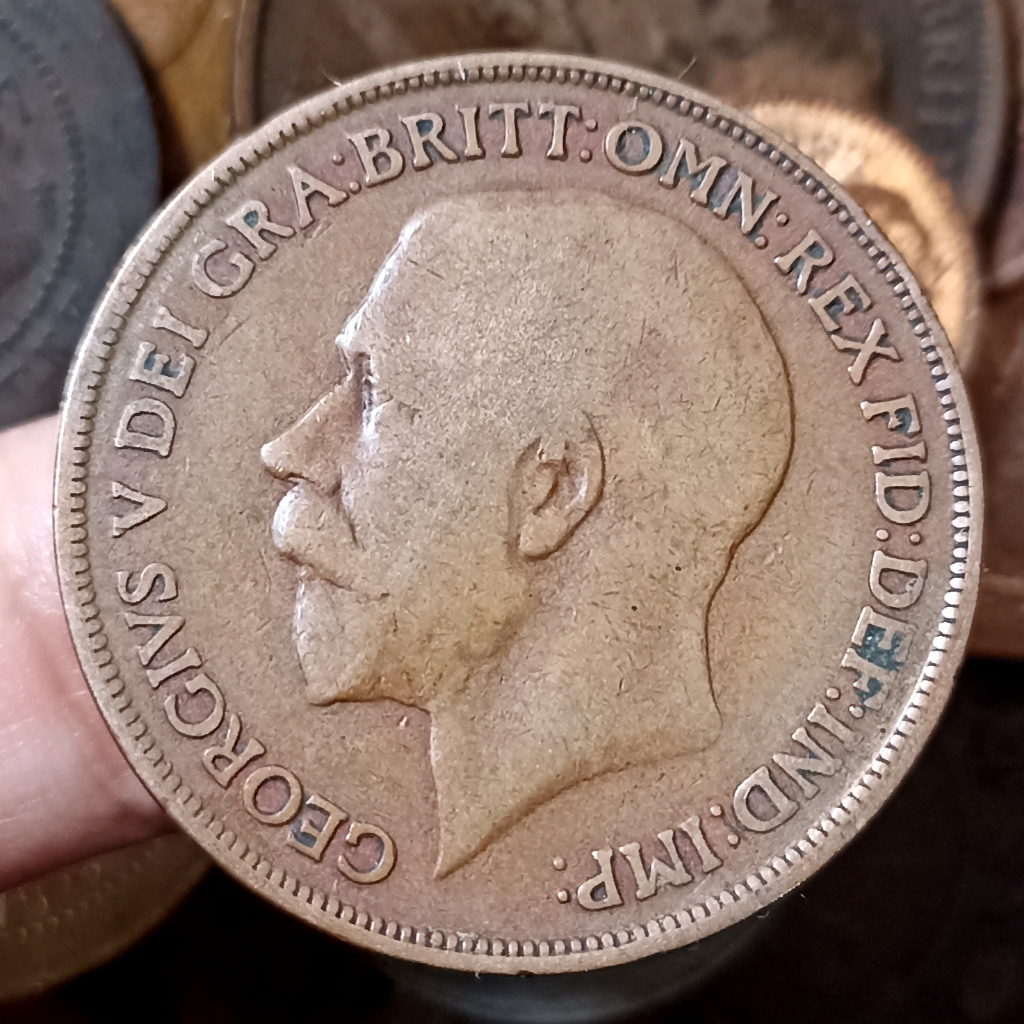 GEORGIVS V DEI GRA: BRITT: OMN: REX FID: DEF: IND: IMP: